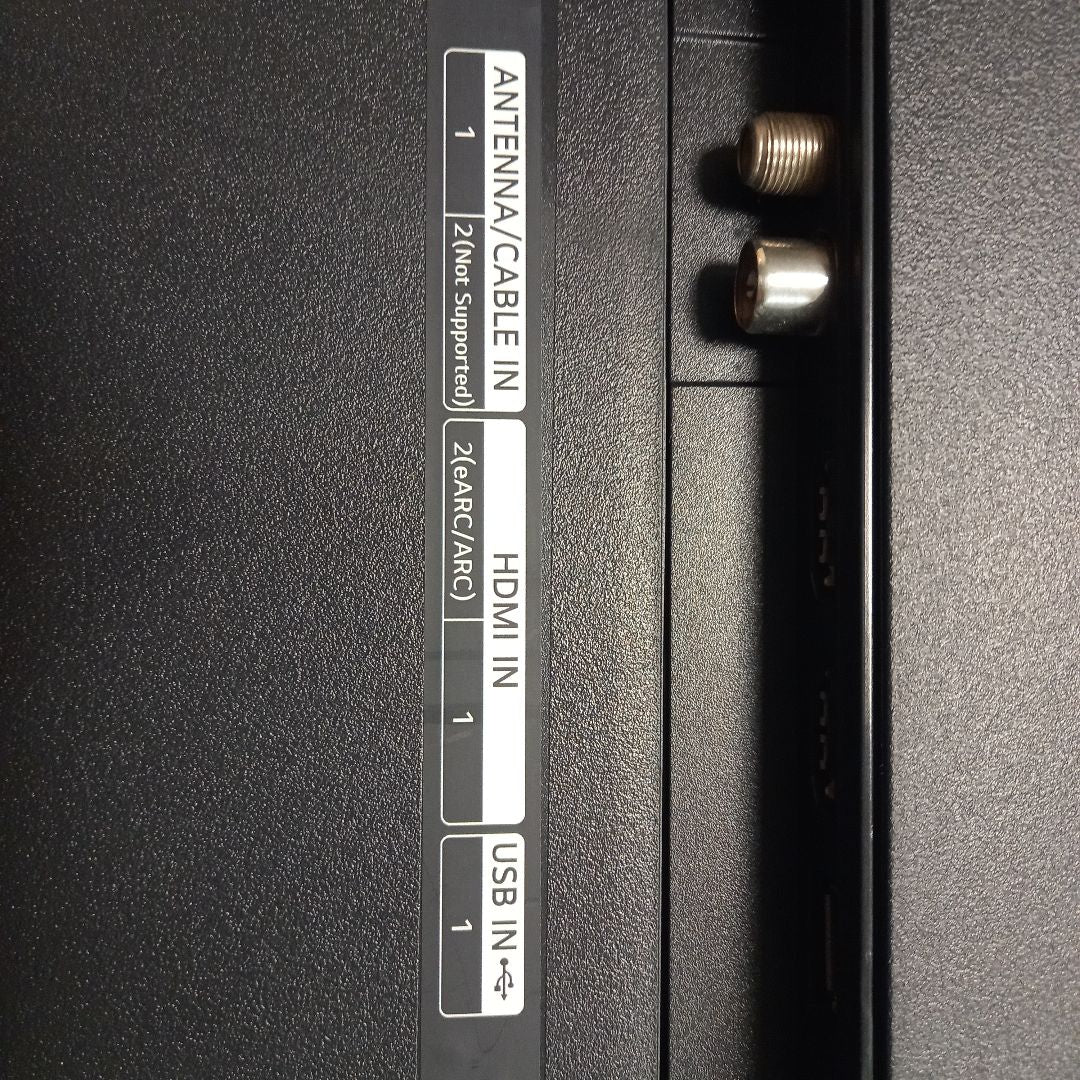 ANTENNA/CABLE IN
1
2(Not Supported)
HDMI IN
2(eARC/ARC)
1
USB IN
1